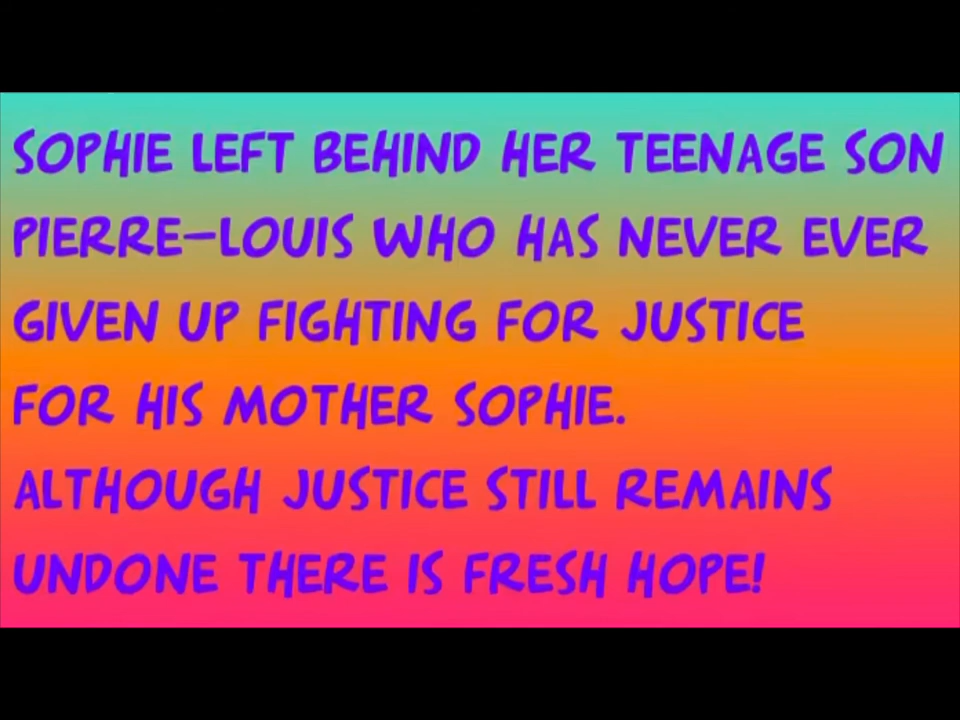 SOPHIE LEFT BEHIND HER TEENAGE SON
PIERRE-LOUIS WHO HAS NEVER EVER
GIVEN UP FIGHTING FOR JUSTICE
FOR HIS MOTHER SOPHIE.
ALTHOUGH JUSTICE STILL REMAINS
UNDONE THERE IS FRESH HOPE!